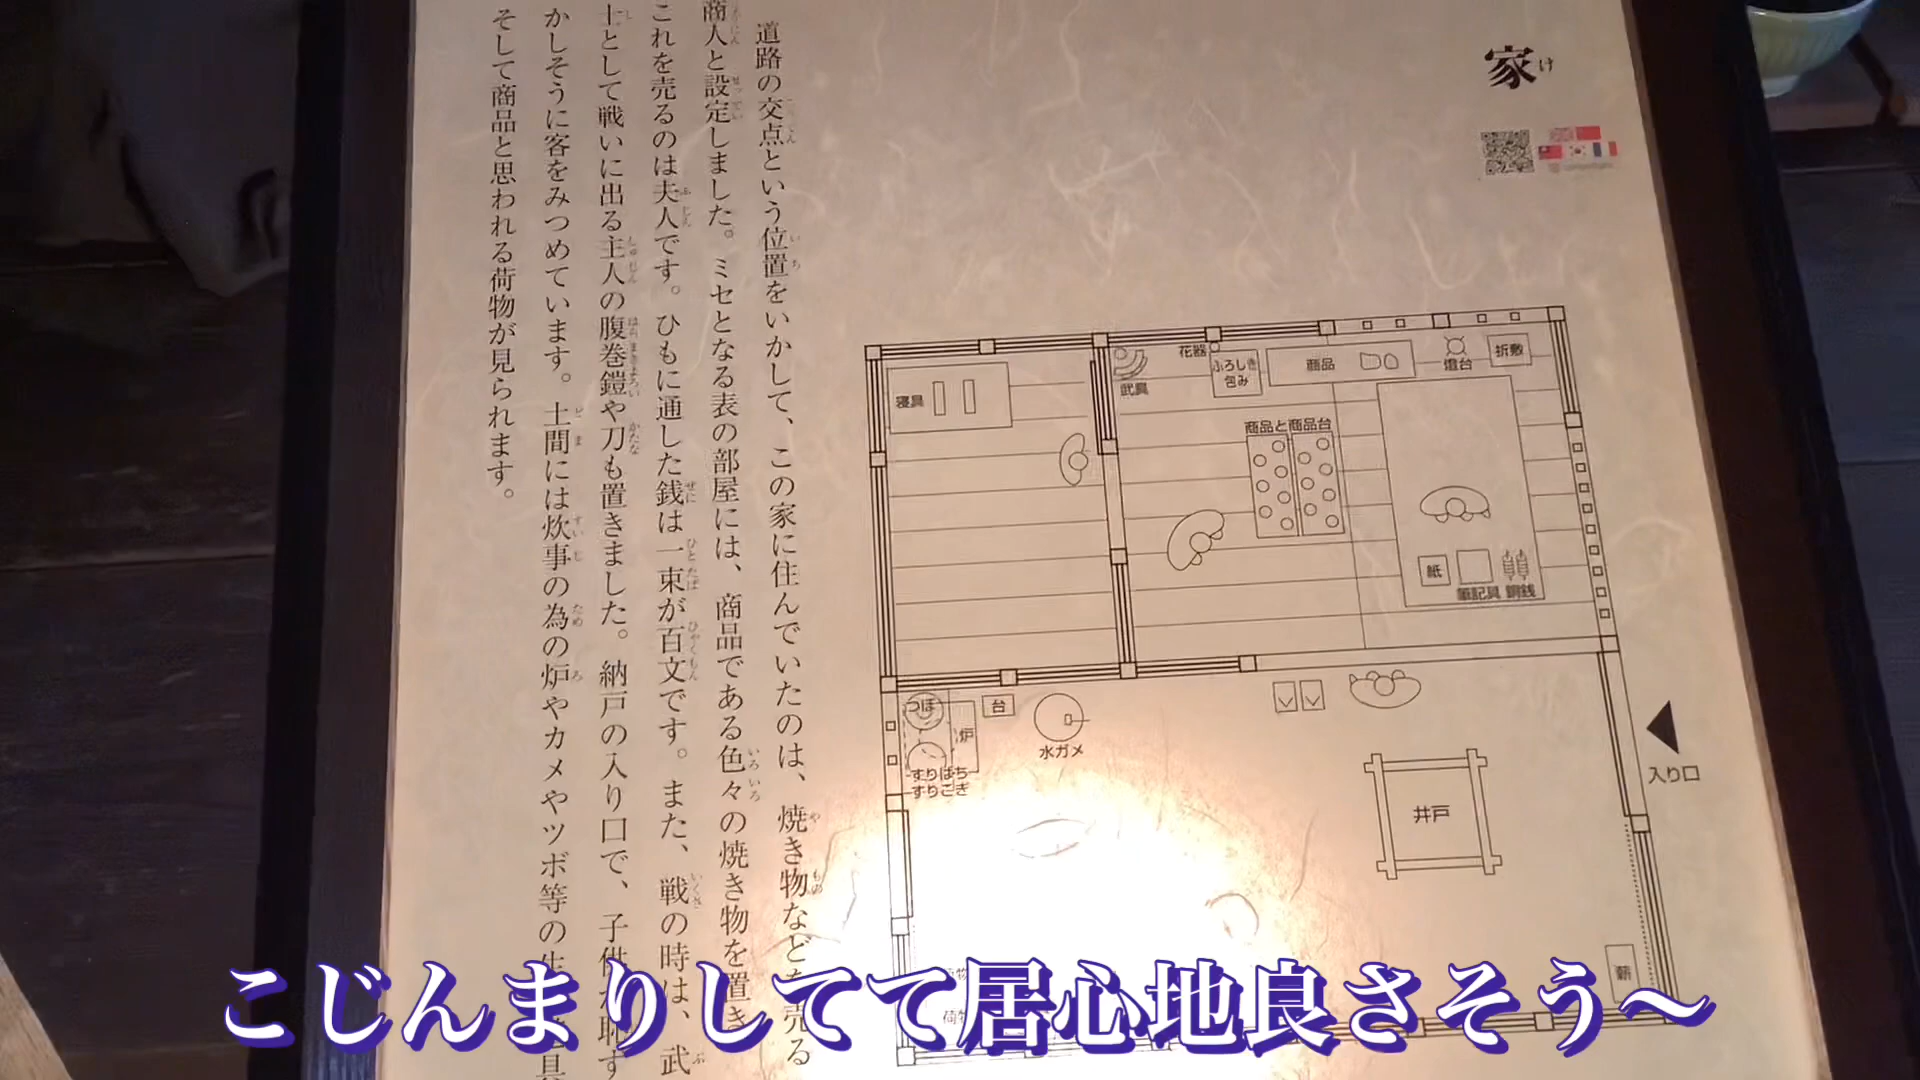 家
け
道路の交点という位置をいかして、この家に住んでいたのは、焼き物などを売る
商人と設定しました。ミセとなる表の部屋には、商品である色々の焼き物を置き
これを売るのは夫人です。ひもに通した銭は一束が百文です。また、戦の時は、武
士として戦いに出る主人の腹巻鎧や刀も置きました。納戸の入り口で、子供が恥ず
かしそうに客をみつめています。土間には炊事の為の炉やカメやツボ等の生
そして商品と思われる荷物が見られます。
寝具
武具
花器
ふろしき
包み
商品
燈台
折敷
商品と商品台
紙
筆記具
銅銭
つぼ
炉
台
水ガメ
すりばち
すりこぎ
井戸
入り口
薪
こじんまりしてて居心地良さそう〜